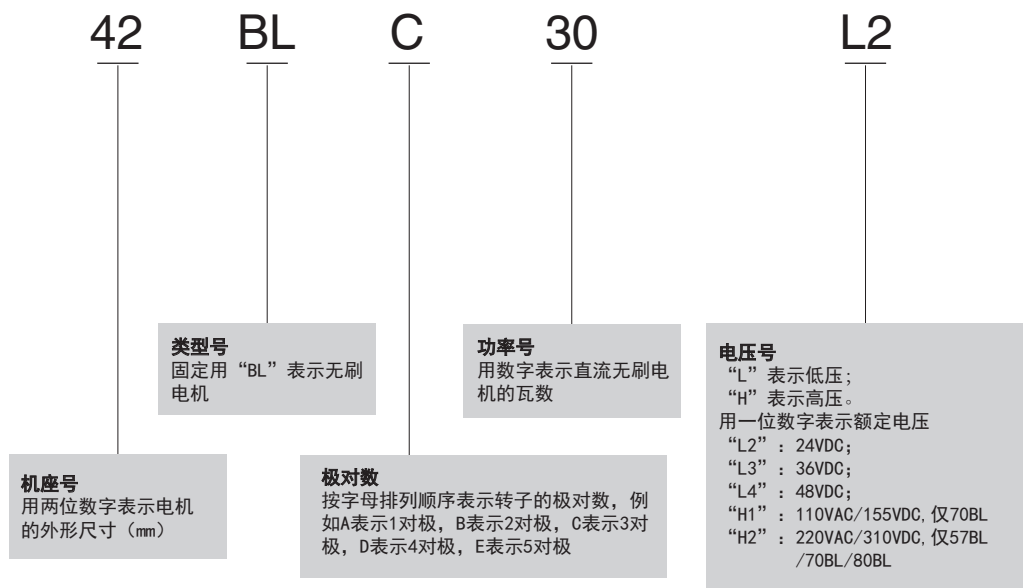 42 BL C 30 L2
类型号
固定用“BL”表示无刷
电机
功率号
用数字表示直流无刷电
机的瓦数
电压号
“L”表示低压;
“H”表示高压。
用一位数字表示额定电压
“L2”: 24VDC;
“L3”: 36VDC;
“L4”: 48VDC;
“H1”: 110VAC/155VDC,仅70BL
“H2”: 220VAC/310VDC,仅57BL
/70BL/80BL
机座号
用两位数字表示电机
的外形尺寸（mm）
极对数
按字母排列顺序表示转子的极对数，例
如A表示1对极，B表示2对极，C表示3对
极，D表示4对极，E表示5对极